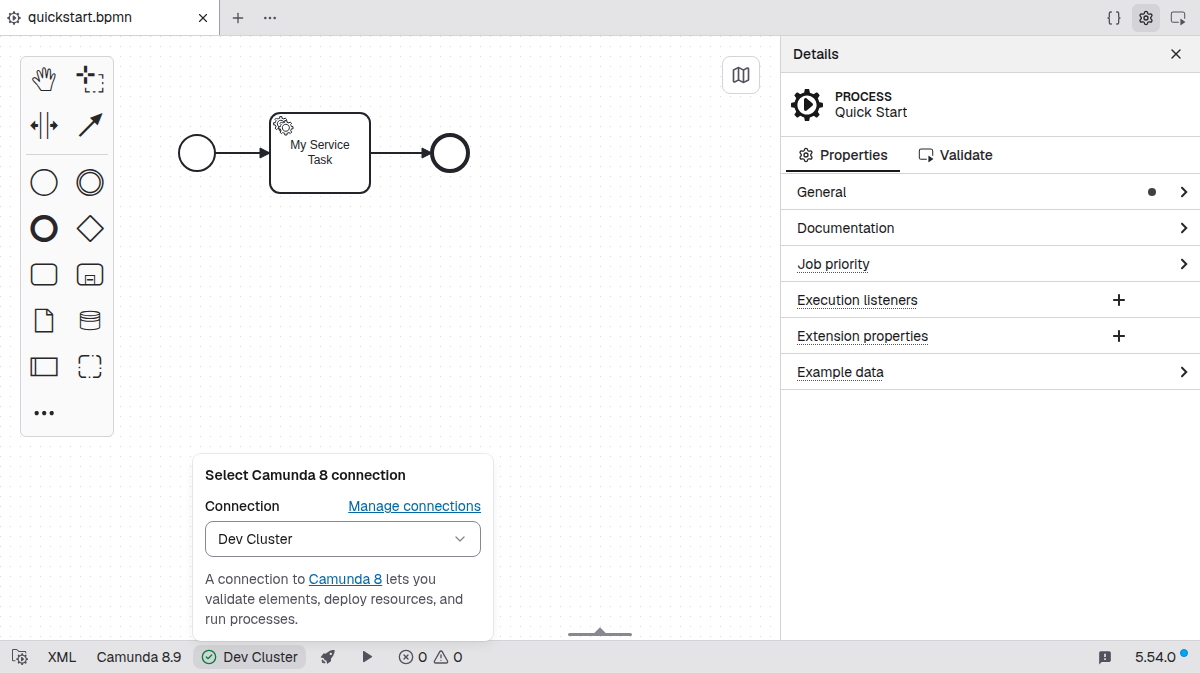 quickstart.bpmn
Details
PROCESS
Quick Start
Properties
Validate
General
Documentation
Job priority
Execution listeners
Extension properties
Example data
My Service
Task
Select Camunda 8 connection
Connection
Manage connections
Dev Cluster
A connection to Camunda 8 lets you
validate elements, deploy resources, and
run processes.
XML
Camunda 8.9
Dev Cluster
0
0
5.54.0